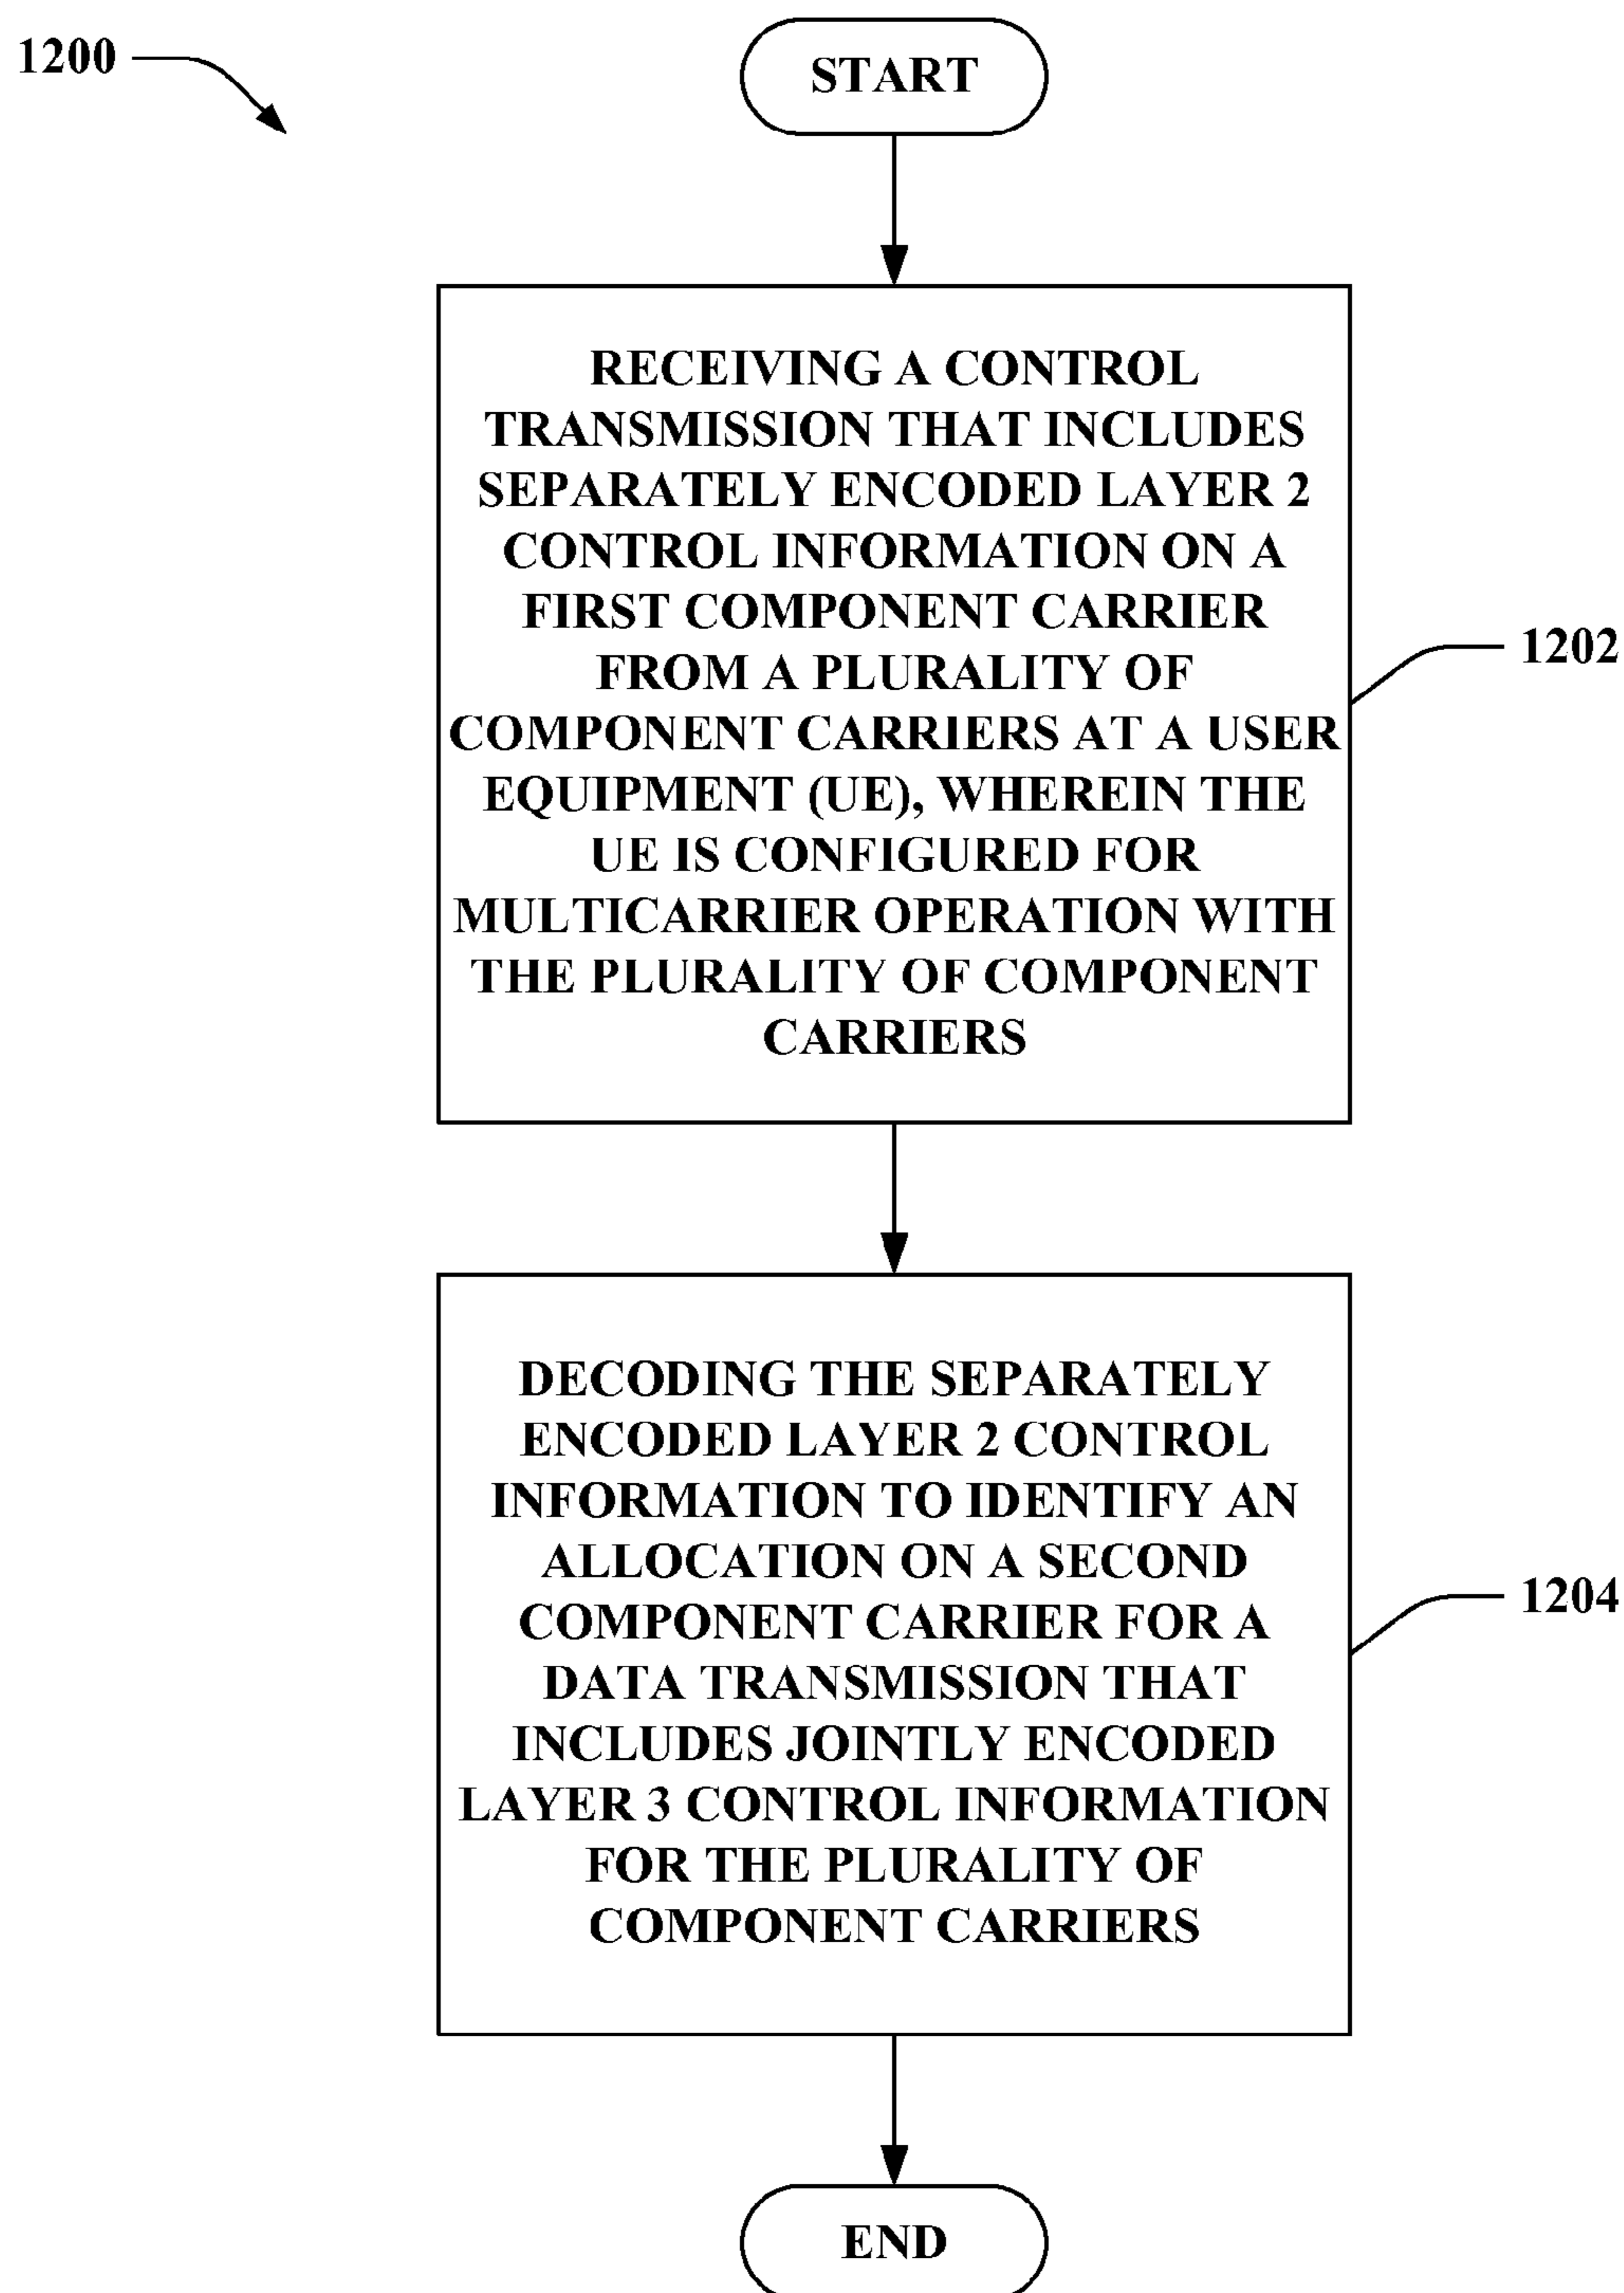 1200
START
RECEIVING A CONTROL
TRANSMISSION THAT INCLUDES
SEPARATELY ENCODED LAYER 2
CONTROL INFORMATION ON A
FIRST COMPONENT CARRIER
FROM A PLURALITY OF
COMPONENT CARRIERS AT A USER
EQUIPMENT (UE), WHEREIN THE
UE IS CONFIGURED FOR
MULTICARRIER OPERATION WITH
THE PLURALITY OF COMPONENT
CARRIERS
1202
DECODING THE SEPARATELY
ENCODED LAYER 2 CONTROL
INFORMATION TO IDENTIFY AN
ALLOCATION ON A SECOND
COMPONENT CARRIER FOR A
DATA TRANSMISSION THAT
INCLUDES JOINTLY ENCODED
LAYER 3 CONTROL INFORMATION
FOR THE PLURALITY OF
COMPONENT CARRIERS
1204
END